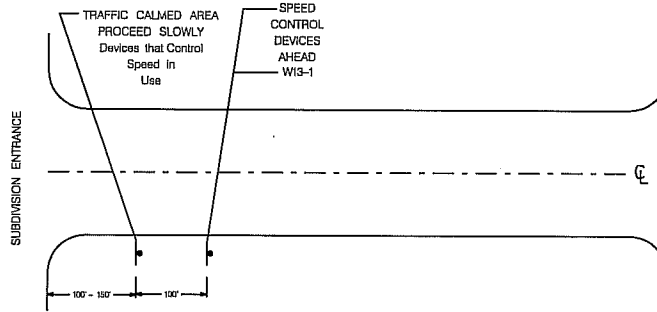 TRAFFIC CALMED AREA
PROCEED SLOWLY
Devices that Control
Speed in
Use
SPEED
CONTROL
DEVICES
AHEAD
W13-1
SUBDIVISION ENTRANCE
℄
100' - 150'
100'